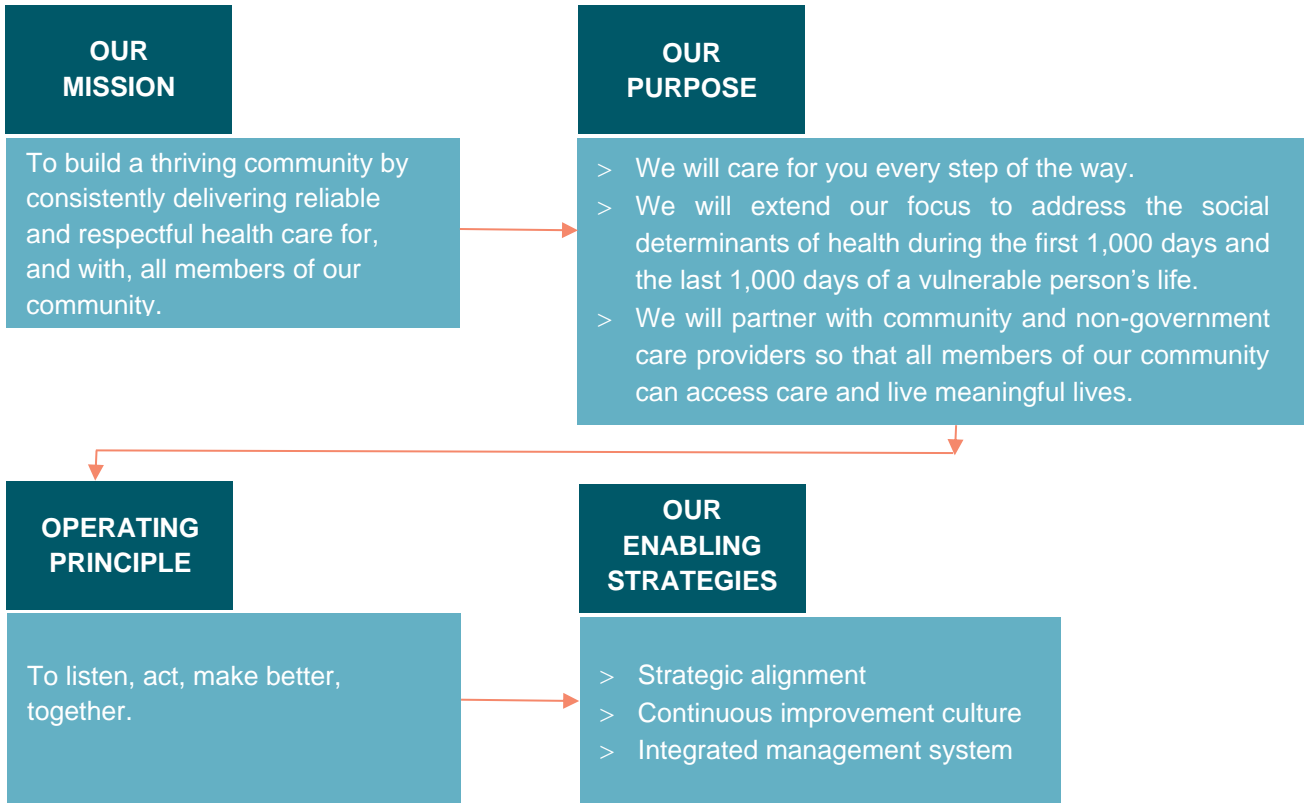 OUR
MISSION
To build a thriving community by
consistently delivering reliable
and respectful health care for,
and with, all members of our
community.
OUR
PURPOSE
> We will care for you every step of the way.
> We will extend our focus to address the social
determinants of health during the first 1,000 days and
the last 1,000 days of a vulnerable person’s life.
> We will partner with community and non-government
care providers so that all members of our community
can access care and live meaningful lives.
OPERATING
PRINCIPLE
To listen, act, make better,
together.
OUR
ENABLING
STRATEGIES
> Strategic alignment
> Continuous improvement culture
> Integrated management system